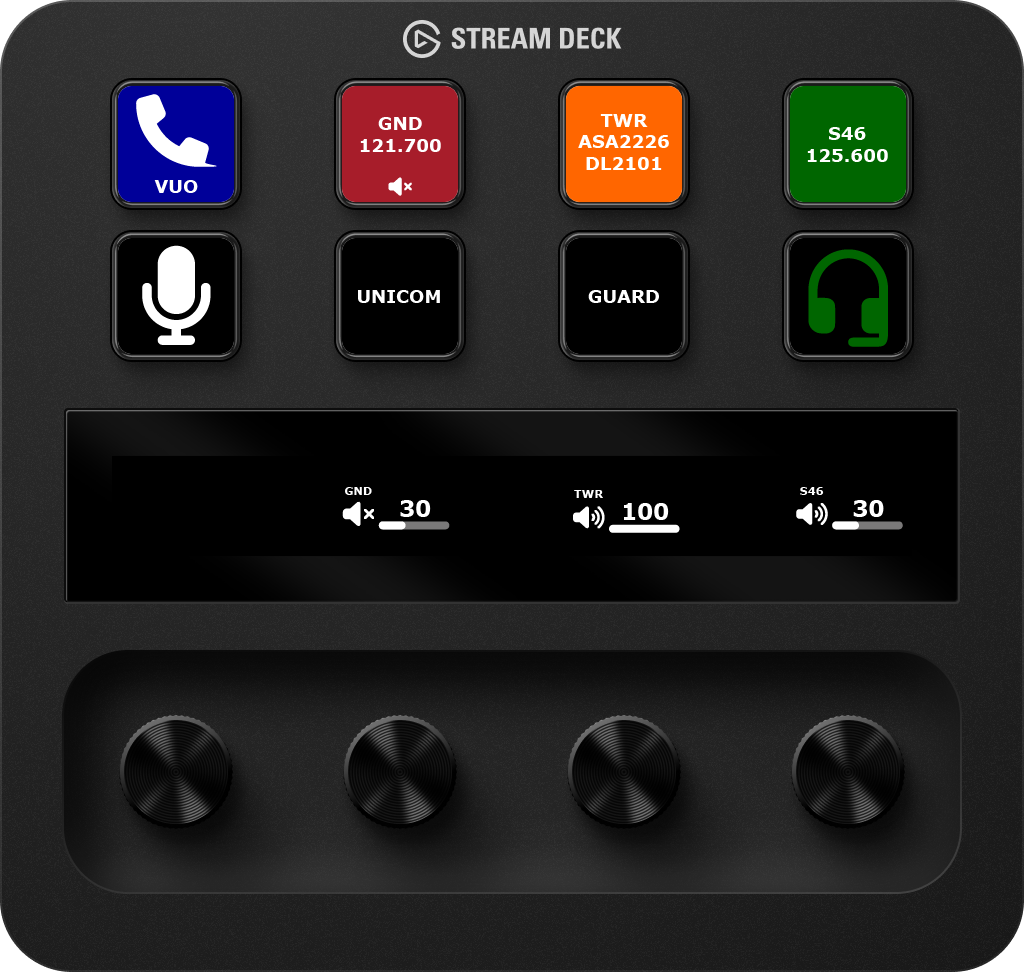 STREAM DECK
VUO
GND
121.700
TWR
ASA2226
DL2101
S46
125.600
UNICOM
GUARD
GND
30
TWR
100
S46
30